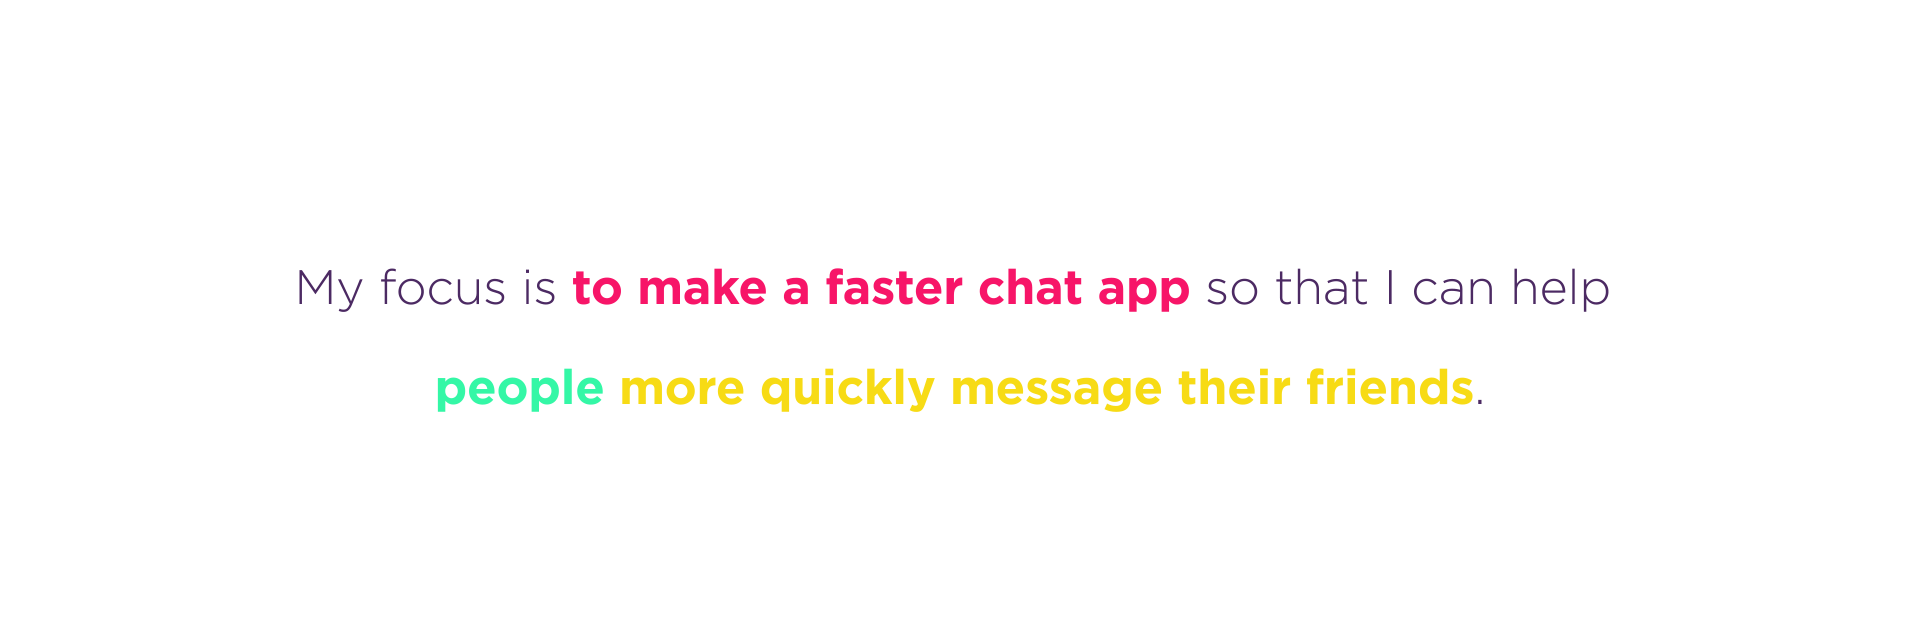 My focus is to make a faster chat app so that I can help
people more quickly message their friends.